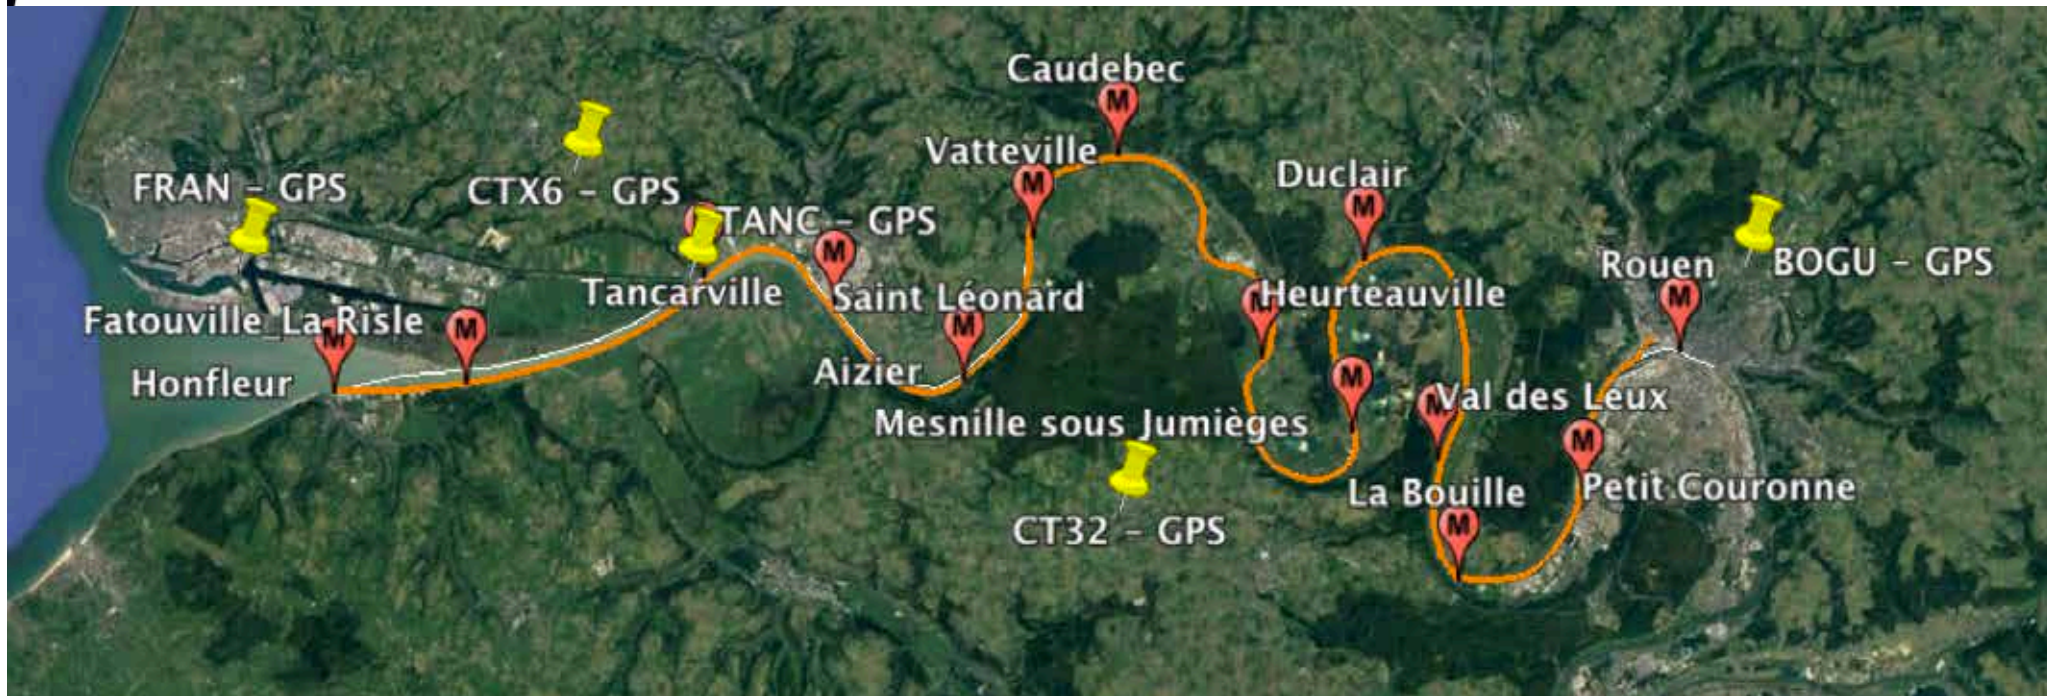 Caudebec
Vatteville
Duclair
FRAN - GPS
CTX6 - GPS
TANC - GPS
Rouen
BOGU - GPS
Tancarville
Saint Léonard
Heurteauville
Fatouville_La Risle
Honfleur
Aizier
Val des Leux
Mesnille sous Jumièges
La Bouille
Petit Couronne
CT32 - GPS
M
M
M
M
M
M
M
M
M
M
M
M
M